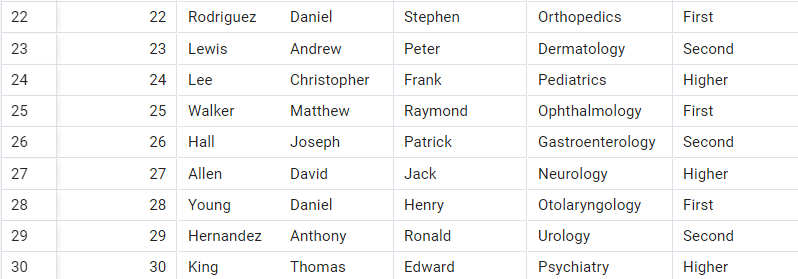 22 22 Rodriguez Daniel Stephen Orthopedics First
23 23 Lewis Andrew Peter Dermatology Second
24 24 Lee Christopher Frank Pediatrics Higher
25 25 Walker Matthew Raymond Ophthalmology First
26 26 Hall Joseph Patrick Gastroenterology Second
27 27 Allen David Jack Neurology Higher
28 28 Young Daniel Henry Otolaryngology First
29 29 Hernandez Anthony Ronald Urology Second
30 30 King Thomas Edward Psychiatry Higher